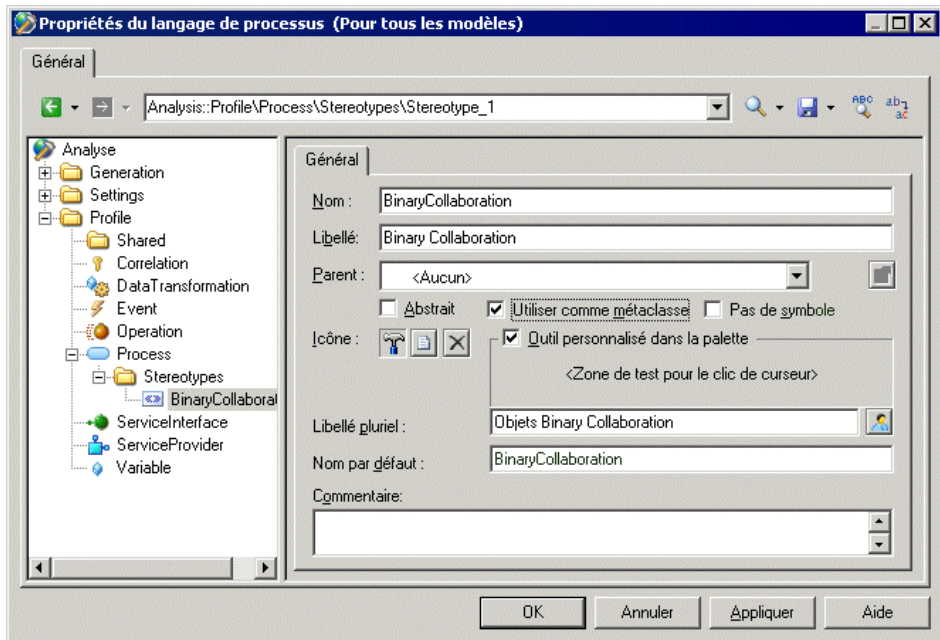 Propriétés du langage de processus (Pour tous les modèles)
Général
Analysis::Profile\Process\Stereotypes\Stereotype_1
Analyse
Generation
Settings
Profile
Shared
Correlation
DataTransformation
Event
Operation
Process
Stereotypes
BinaryCollaborat
ServiceInterface
ServiceProvider
Variable
Général
Nom : BinaryCollaboration
Libellé: Binary Collaboration
Parent : <Aucun>
Abstrait Utiliser comme métaclasse Pas de symbole
Icône : Outil personnalisé dans la palette
<Zone de test pour le clic de curseur>
Libellé pluriel : Objets Binary Collaboration
Nom par défaut : BinaryCollaboration
Commentaire:
OK Annuler Appliquer Aide